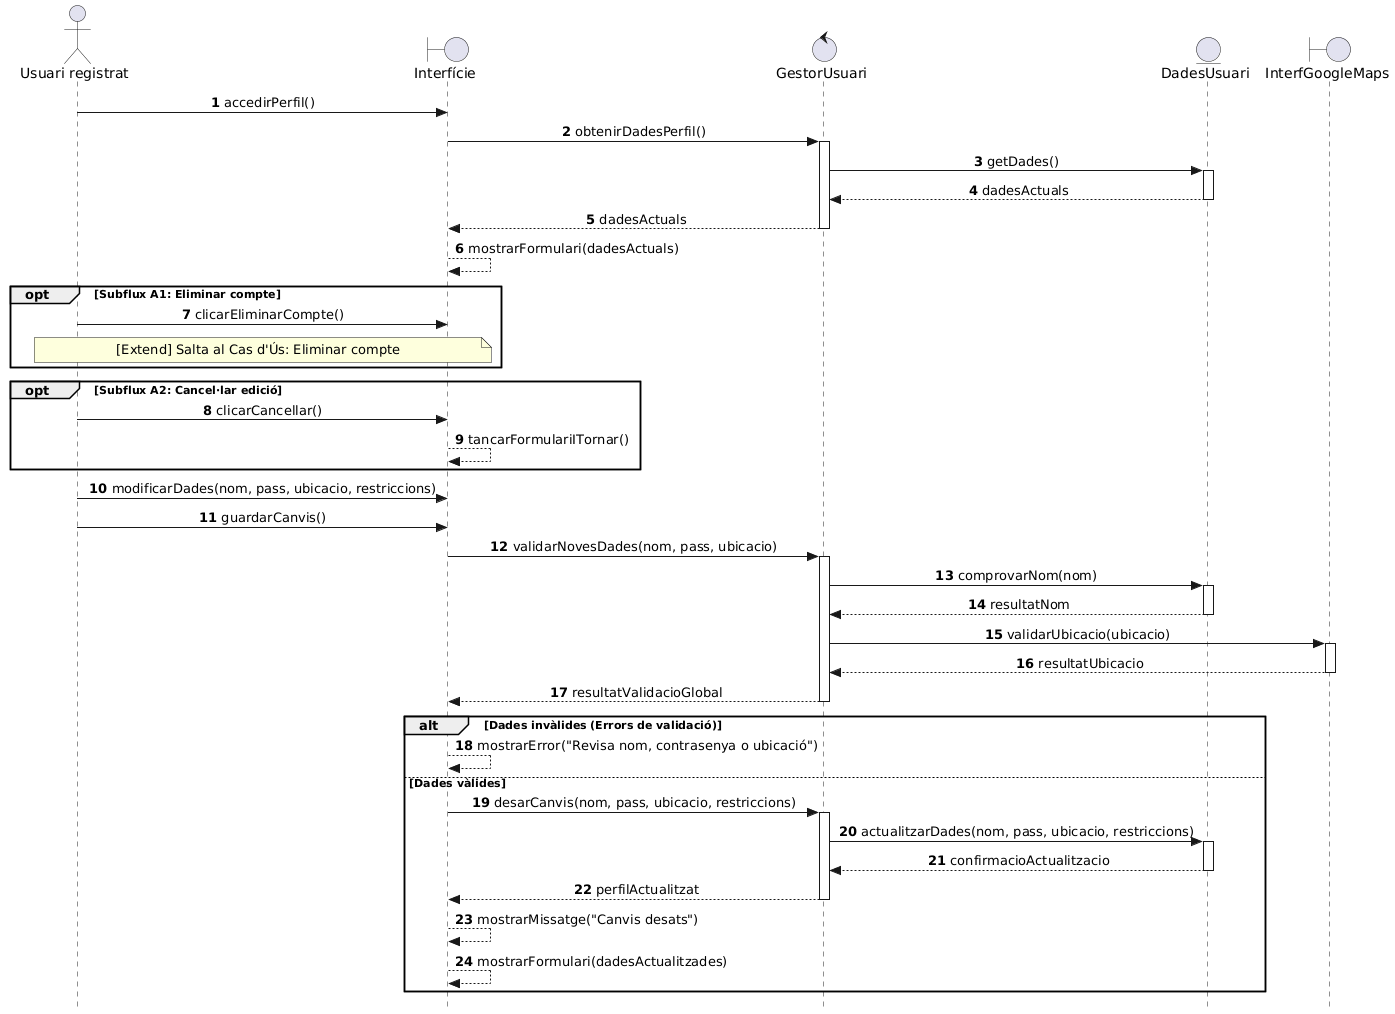 Usuari registrat
Interfície
GestorUsuari
DadesUsuari
InterfGoogleMaps
1 accedirPerfil()
2 obtenirDadesPerfil()
3 getDades()
4 dadesActuals
5 dadesActuals
6 mostrarFormulari(dadesActuals)
opt [Subflux A1: Eliminar compte]
7 clicarEliminarCompte()
[Extend] Salta al Cas d'Ús: Eliminar compte
opt [Subflux A2: Cancel·lar edició]
8 clicarCancellar()
9 tancarFormulariITornar()
10 modificarDades(nom, pass, ubicacio, restriccions)
11 guardarCanvis()
12 validarNovesDades(nom, pass, ubicacio)
13 comprovarNom(nom)
14 resultatNom
15 validarUbicacio(ubicacio)
16 resultatUbicacio
17 resultatValidacioGlobal
alt [Dades invàlides (Errors de validació)]
18 mostrarError("Revisa nom, contrasenya o ubicació")
[Dades vàlides]
19 desarCanvis(nom, pass, ubicacio, restriccions)
20 actualitzarDades(nom, pass, ubicacio, restriccions)
21 confirmacioActualitzacio
22 perfilActualitzat
23 mostrarMissatge("Canvis desats")
24 mostrarFormulari(dadesActualitzades)